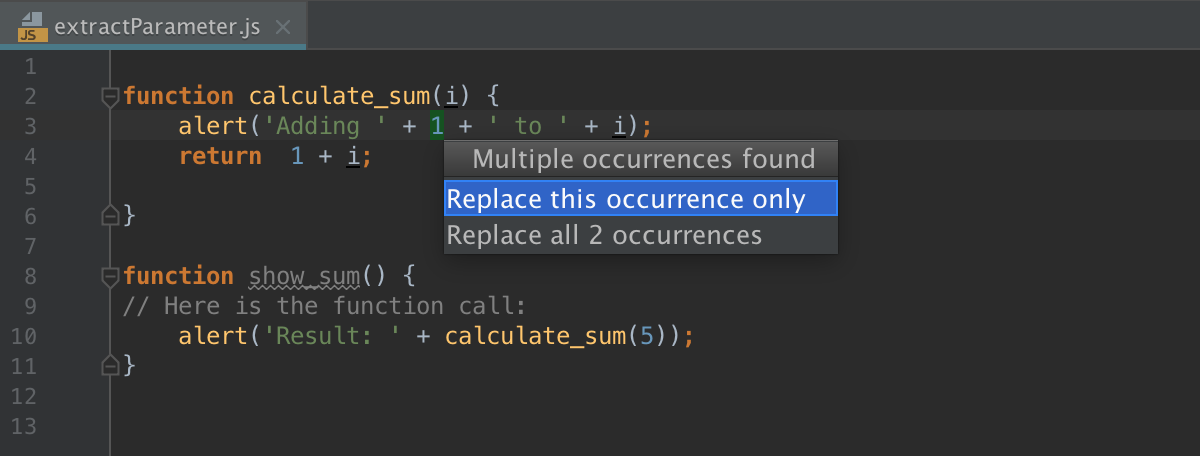 JS extractParameter.js
1
2 function calculate_sum(i) {
3 alert('Adding ' + 1 + ' to ' + i);
4 return  1 + i;
Multiple occurrences found
5
Replace this occurrence only
6 }
Replace all 2 occurrences
7
8 function show_sum() {
9 // Here is the function call:
10 alert('Result: ' + calculate_sum(5));
11 }
12
13